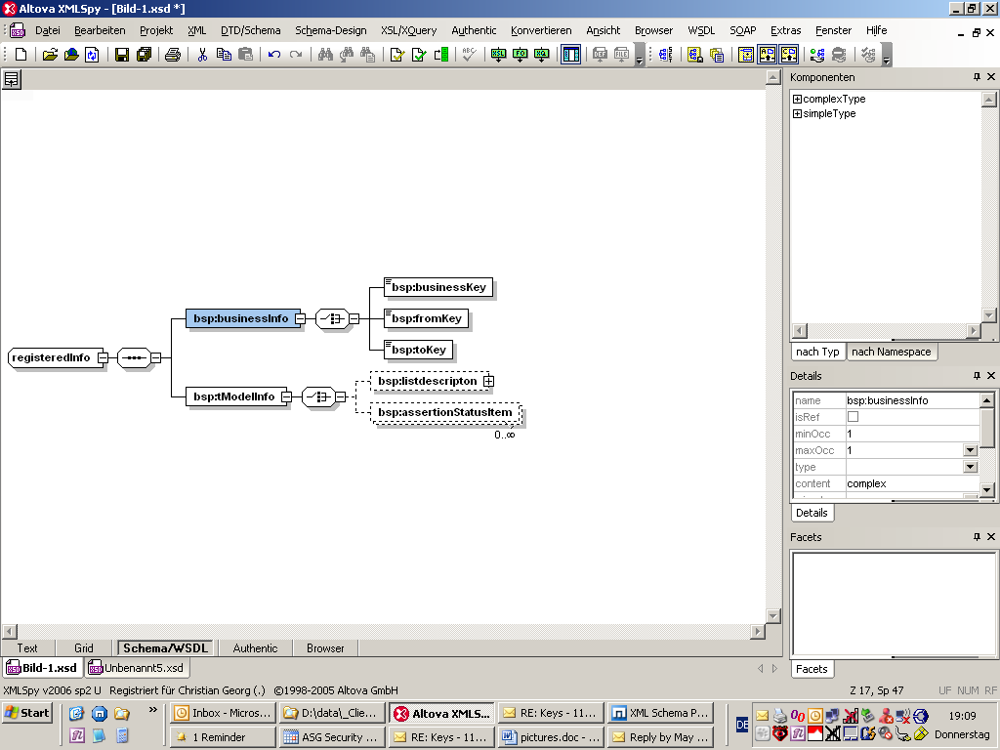 Altova XMLSpy - [Bild-1.xsd *]
Datei Bearbeiten Projekt XML DTD/Schema Schema-Design XSL/XQuery Authentic Konvertieren Ansicht Browser WSDL SOAP Extras Fenster Hilfe
Komponenten
complexType
simpleType
nach Typ nach Namespace
registeredInfo
bsp:businessInfo
bsp:businessKey
bsp:fromKey
bsp:toKey
bsp:tModelInfo
bsp:listdescripton
bsp:assertionStatusItem
0..∞
Details
name bsp:businessInfo
isRef
minOcc 1
maxOcc 1
type
content complex
Details
Facets
Facets
Text Grid Schema/WSDL Authentic Browser
Bild-1.xsd Unbenannt5.xsd
XMLSpy v2006 sp2 U Registriert für Christian Georg (.) ©1998-2005 Altova GmbH Z 17, Sp 47 UF NUM RF
Start » Inbox - Micros... D:\data\_Clie... Altova XMLS... RE: Keys - 11... XML Schema P... 19:09
1 Reminder ASG Security ... RE: Keys - 11... pictures.doc - ... Reply by May ... DE Donnerstag